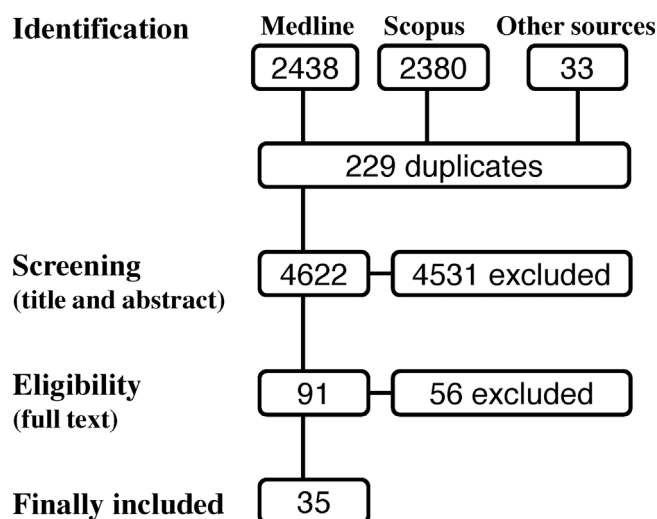 Identification Medline Scopus Other sources
2438 2380 33
229 duplicates
Screening
(title and abstract)
4622 4531 excluded
Eligibility
(full text)
91 56 excluded
Finally included 35